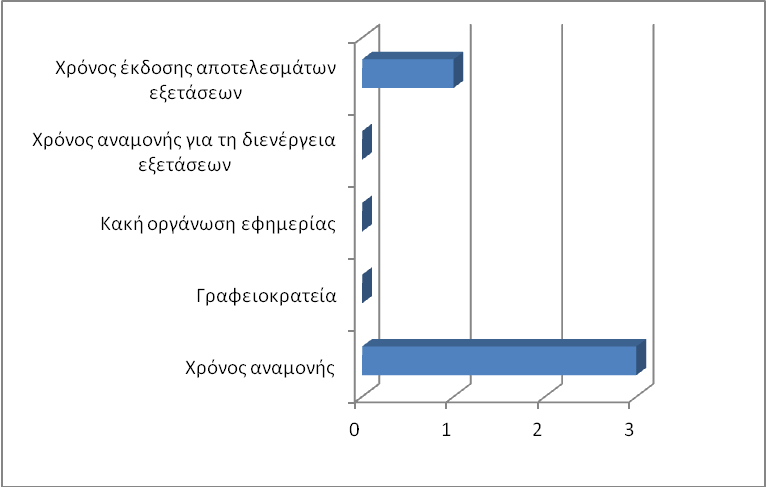 Χρόνος έκδοσης αποτελεσμάτων
εξετάσεων
Χρόνος αναμονής για τη διενέργεια
εξετάσεων
Κακή οργάνωση εφημερίας
Γραφειοκρατεία
Χρόνος αναμονής
0 1 2 3